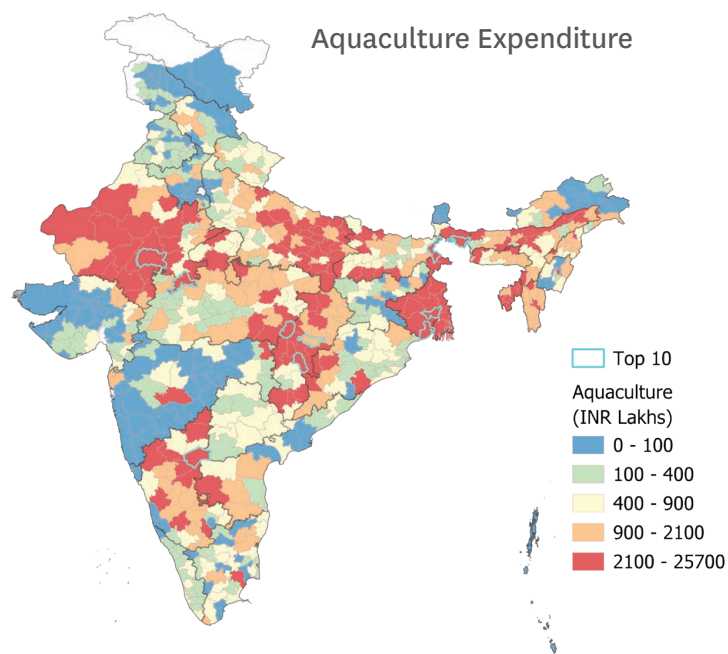 Aquaculture Expenditure
Top 10
Aquaculture
(INR Lakhs)
0 - 100
100 - 400
400 - 900
900 - 2100
2100 - 25700